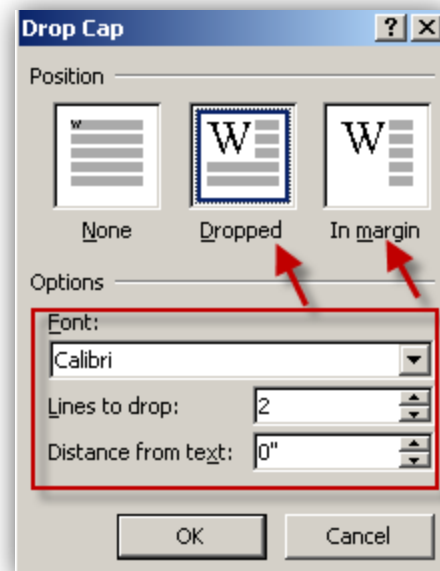 Drop Cap
Position
W W W
None Dropped In margin
Options
Font:
Calibri
Lines to drop: 2
Distance from text: 0"
OK Cancel